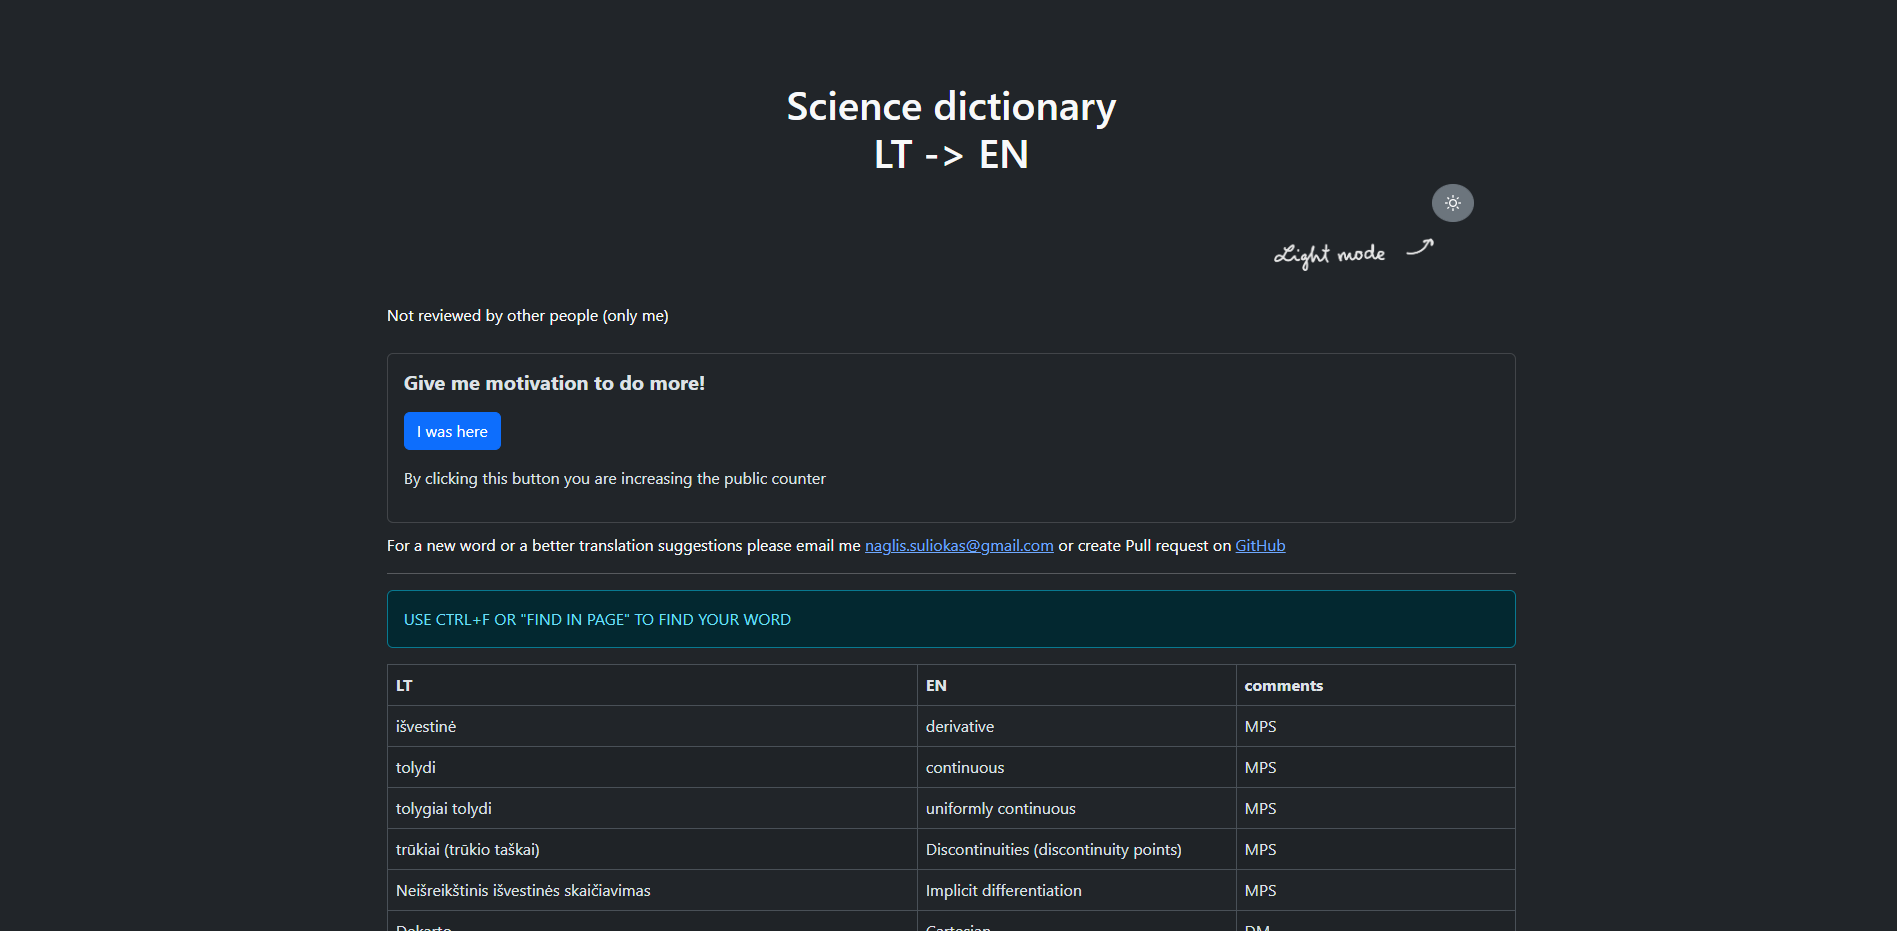 Science dictionary
LT -> EN
Light mode
Not reviewed by other people (only me)
Give me motivation to do more!
I was here
By clicking this button you are increasing the public counter
For a new word or a better translation suggestions please email me naglis.suliokas@gmail.com or create Pull request on GitHub
USE CTRL+F OR "FIND IN PAGE" TO FIND YOUR WORD
LT EN comments
išvestinė derivative MPS
tolydi continuous MPS
tolygiai tolydi uniformly continuous MPS
trūkiai (trūkio taškai) Discontinuities (discontinuity points) MPS
Neišreikštinis išvestinės skaičiavimas Implicit differentiation MPS
Dekarto Cartesian DM